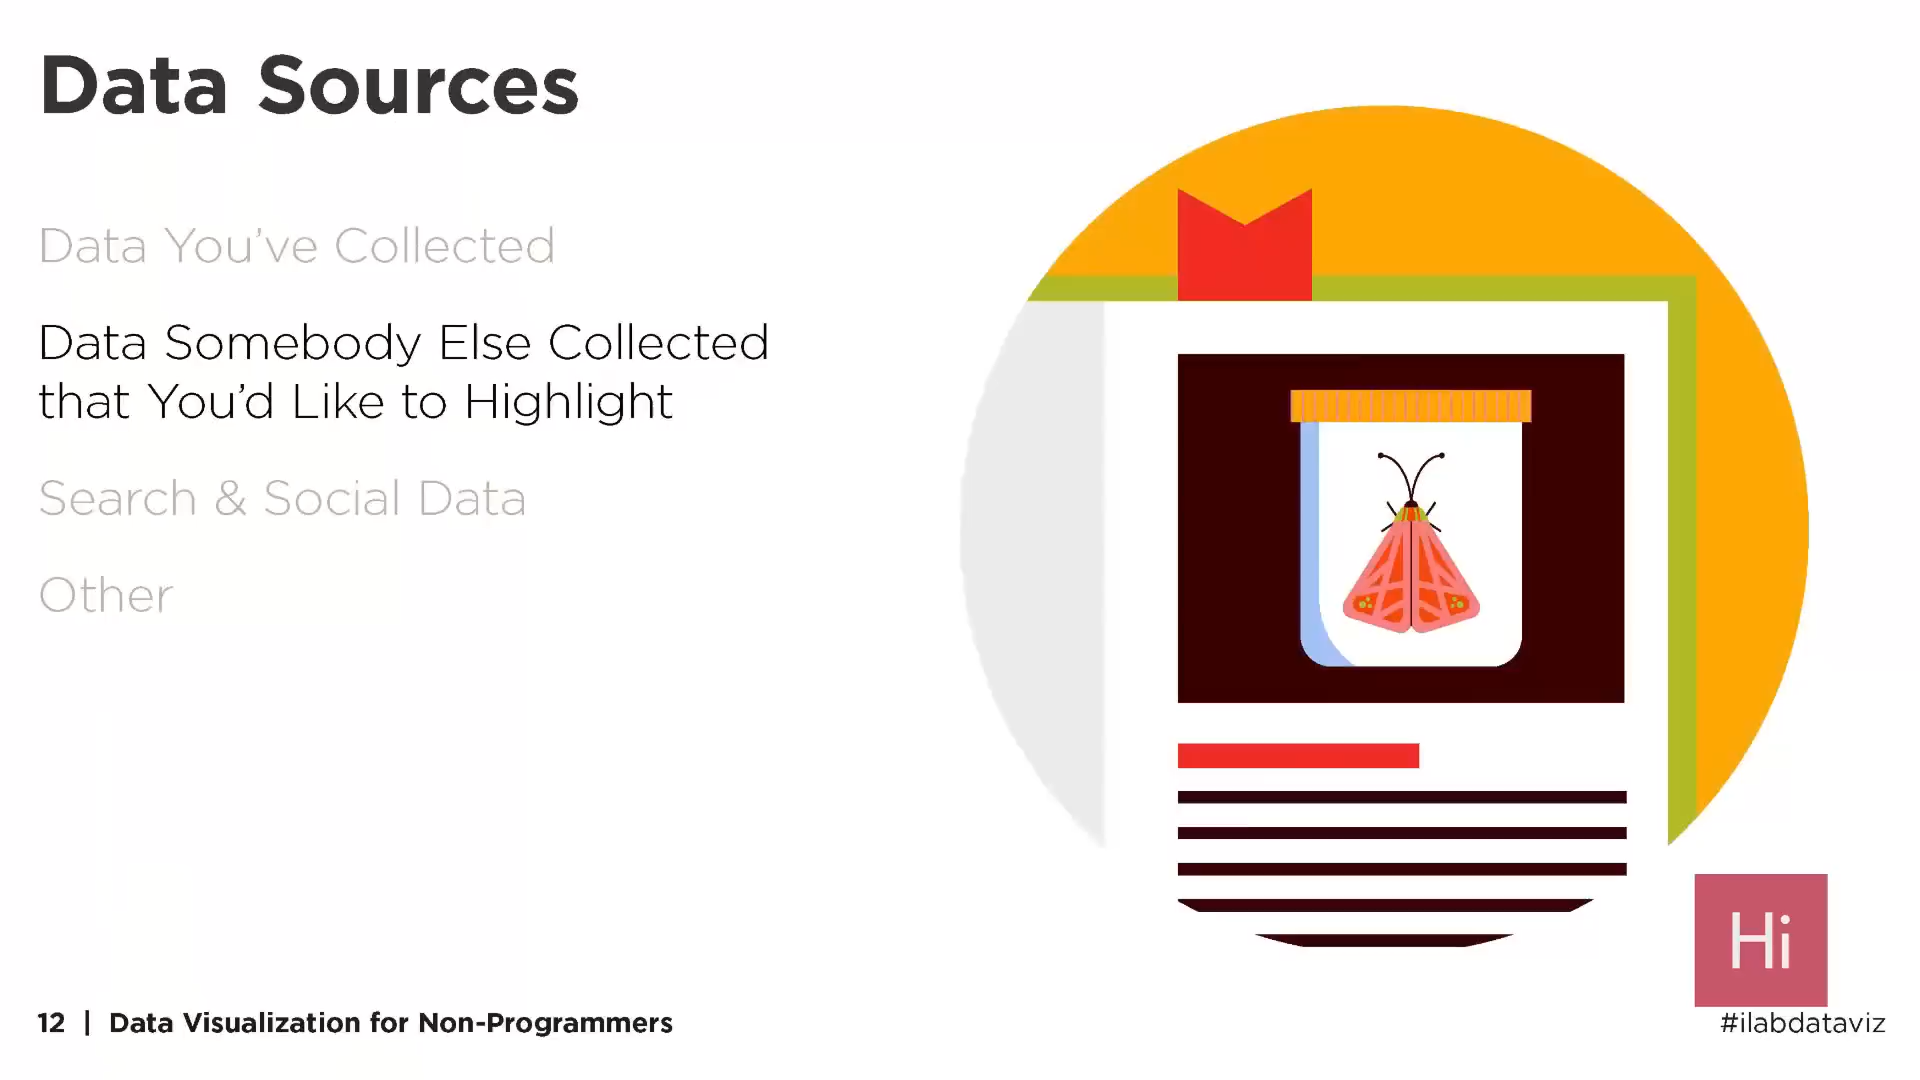 Data Sources
Data You’ve Collected
Data Somebody Else Collected
that You’d Like to Highlight
Search & Social Data
Other
Hi
12 | Data Visualization for Non-Programmers
#ilabdataviz